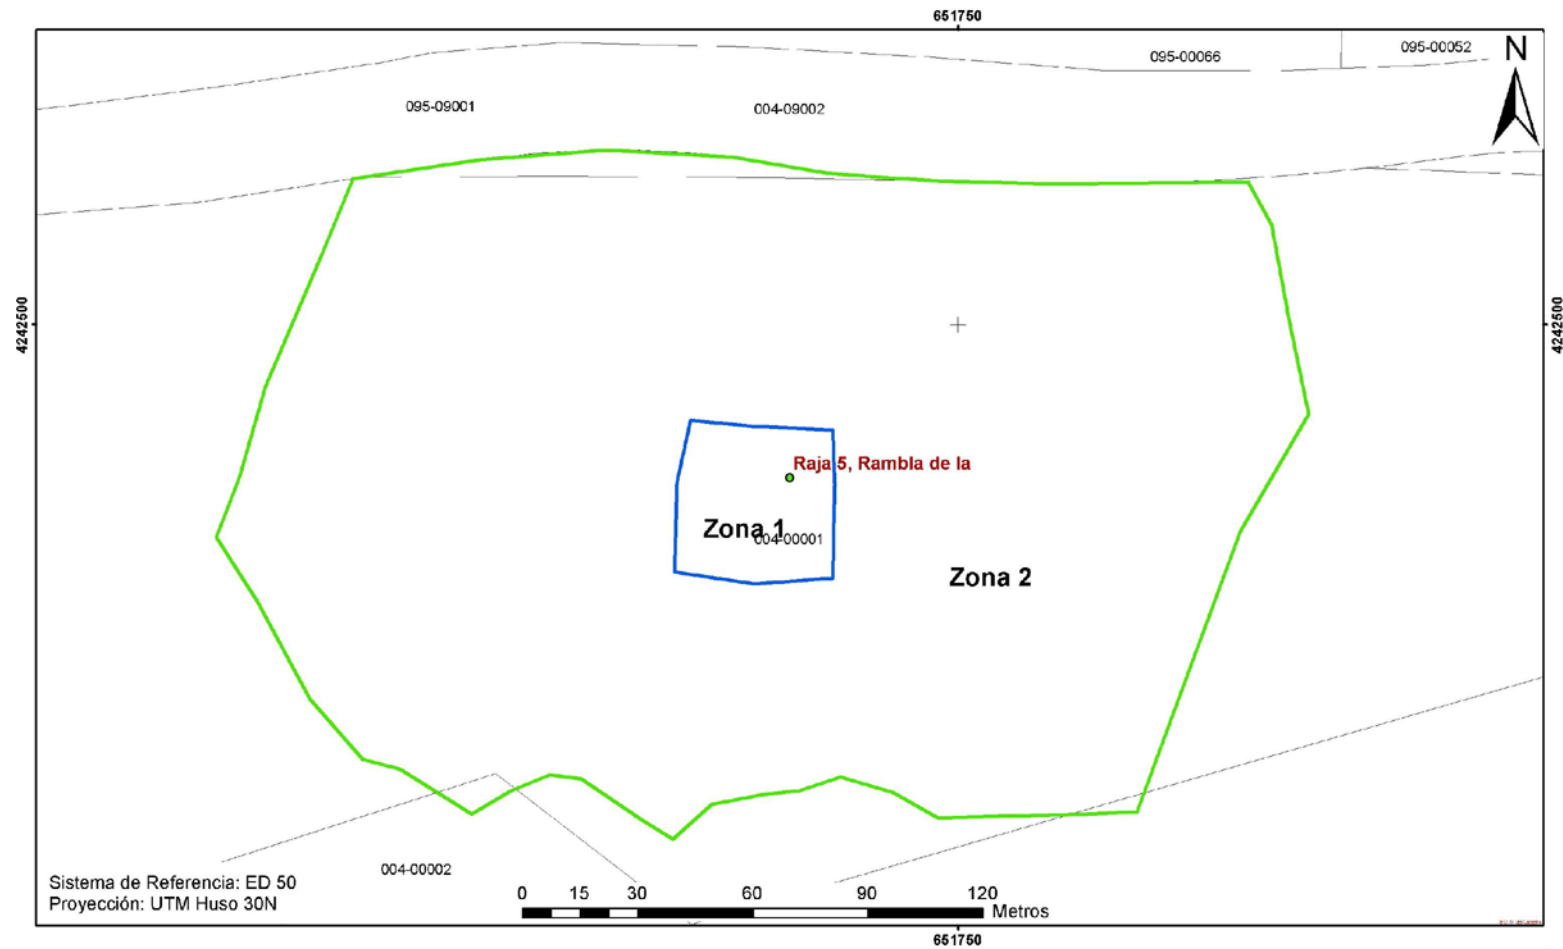 651750
095-00066
095-00052
N
095-09001
004-09002
4242500
4242500
Raja 5, Rambla de la
Zona 1
004-00001
Zona 2
004-00002
Sistema de Referencia: ED 50
Proyección: UTM Huso 30N
0 15 30 60 90 120
Metros
651750